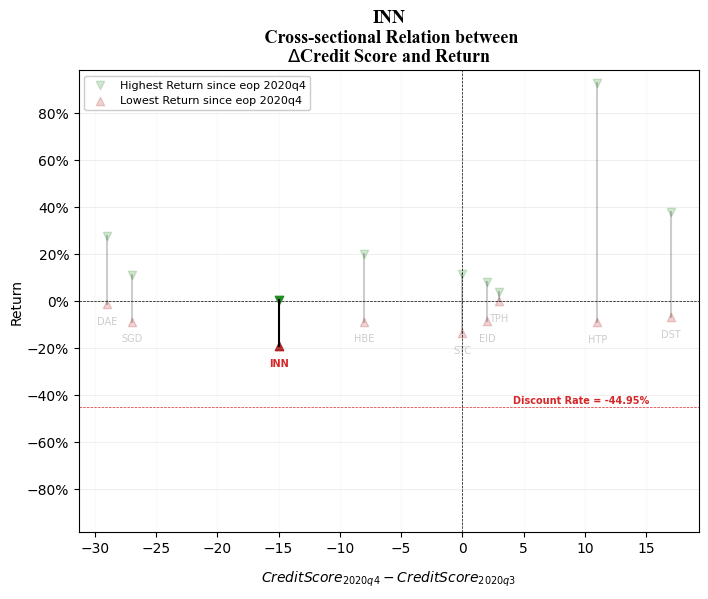 INN
Cross-sectional Relation between
ΔCredit Score and Return
Highest Return since eop 2020q4
Lowest Return since eop 2020q4
80%
60%
40%
20%
0%
−20%
−40%
−60%
−80%
Return
DAE
SGD
INN
HBE
STC
EID
TPH
HTP
DST
Discount Rate = -44.95%
−30 −25 −20 −15 −10 −5 0 5 10 15
CreditScore2020q4 − CreditScore2020q3